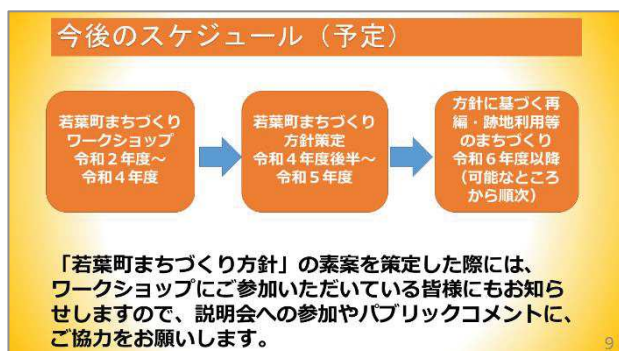 今後のスケジュール（予定）
若葉町まちづくり
ワークショップ
令和２年度～
令和４年度
若葉町まちづくり
方針策定
令和４年度後半～
令和５年度
方針に基づく再
編・跡地利用等
のまちづくり
令和６年度以降
（可能なところ
から順次）
「若葉町まちづくり方針」の素案を策定した際には、
ワークショップにご参加いただいている皆様にもお知ら
せしますので、説明会への参加やパブリックコメントに、
ご協力をお願いします。
9